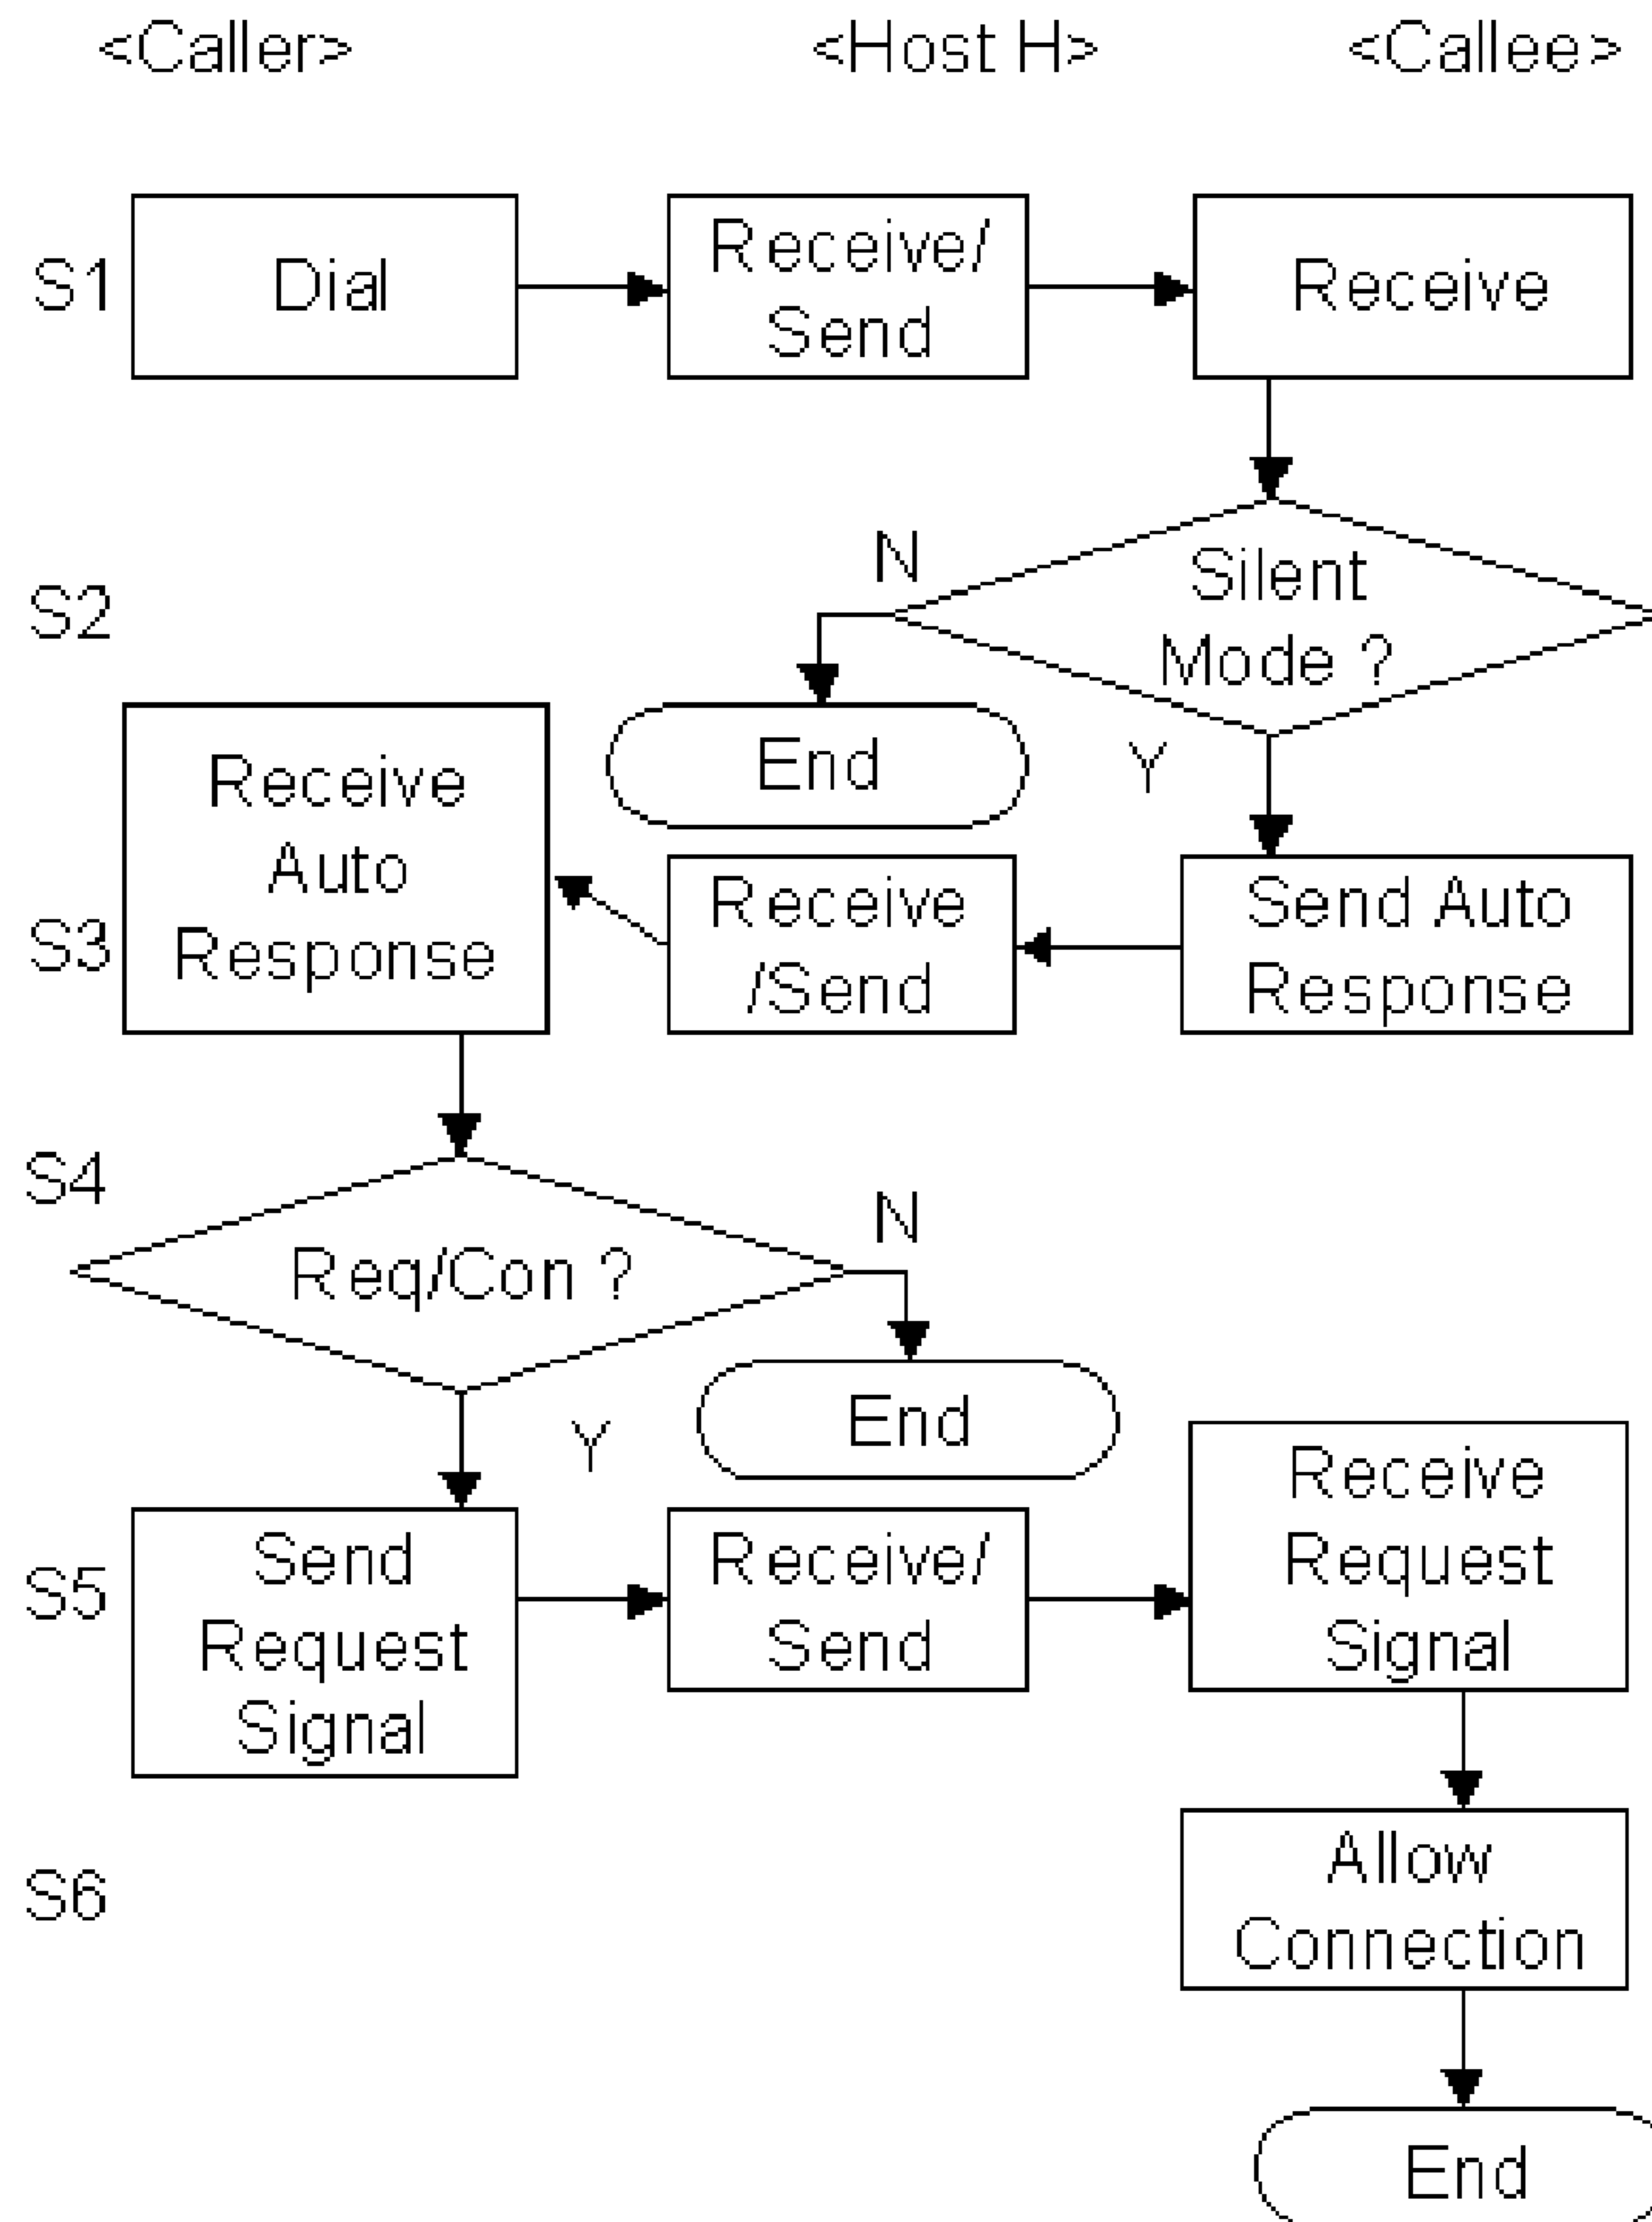 <Caller>
<Host H>
<Callee>
S1
Dial
Receive/
Send
Receive
S2
N
Silent
Mode ?
End
Y
S3
Receive
Auto
Response
Receive
/Send
Send Auto
Response
S4
Req/Con ?
N
End
Y
S5
Send
Request
Signal
Receive/
Send
Receive
Request
Signal
S6
Allow
Connection
End